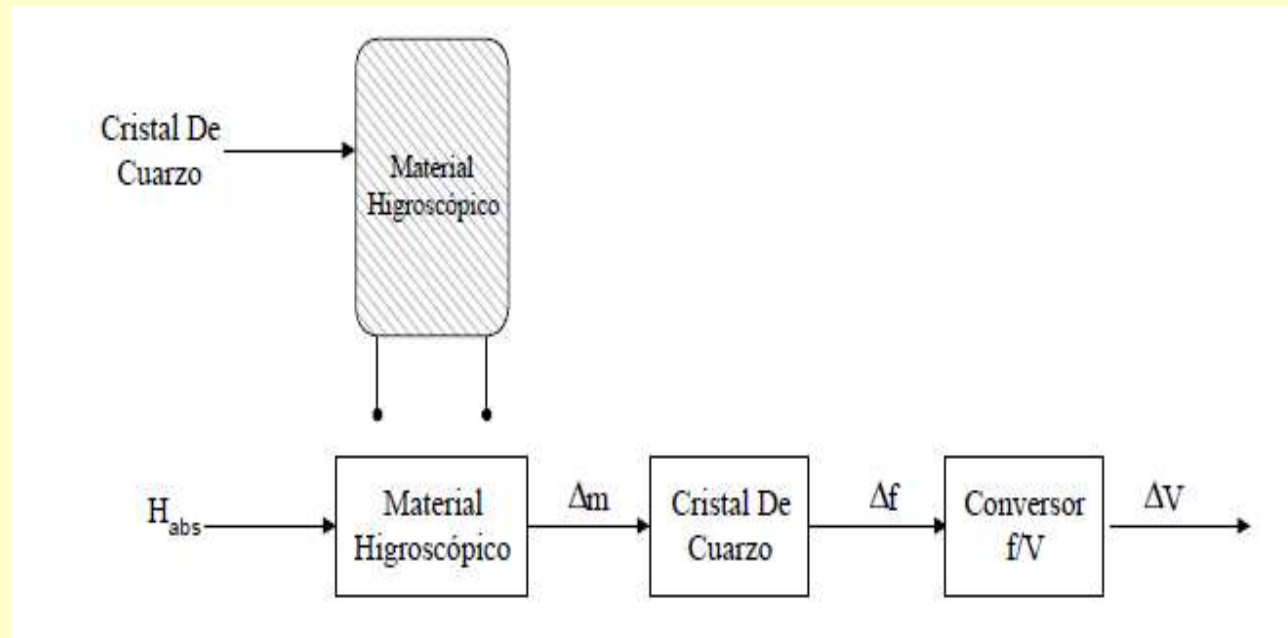 Cristal De
Cuarzo
Material
Higroscópico
H abs
Material
Higroscópico
Δm
Cristal De
Cuarzo
Δf
Conversor
f/V
ΔV